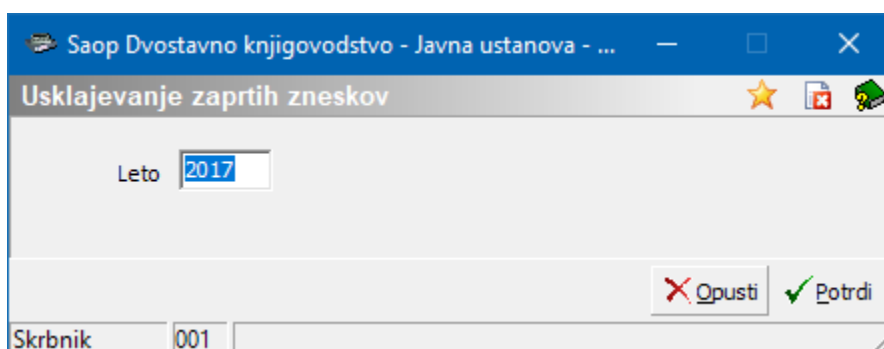 Saop Dvostavno knjigovodstvo - Javna ustanova - ...
Usklajevanje zaprtih zneskov
Leto 2017
Opusti Potrdi
Skrbnik 001